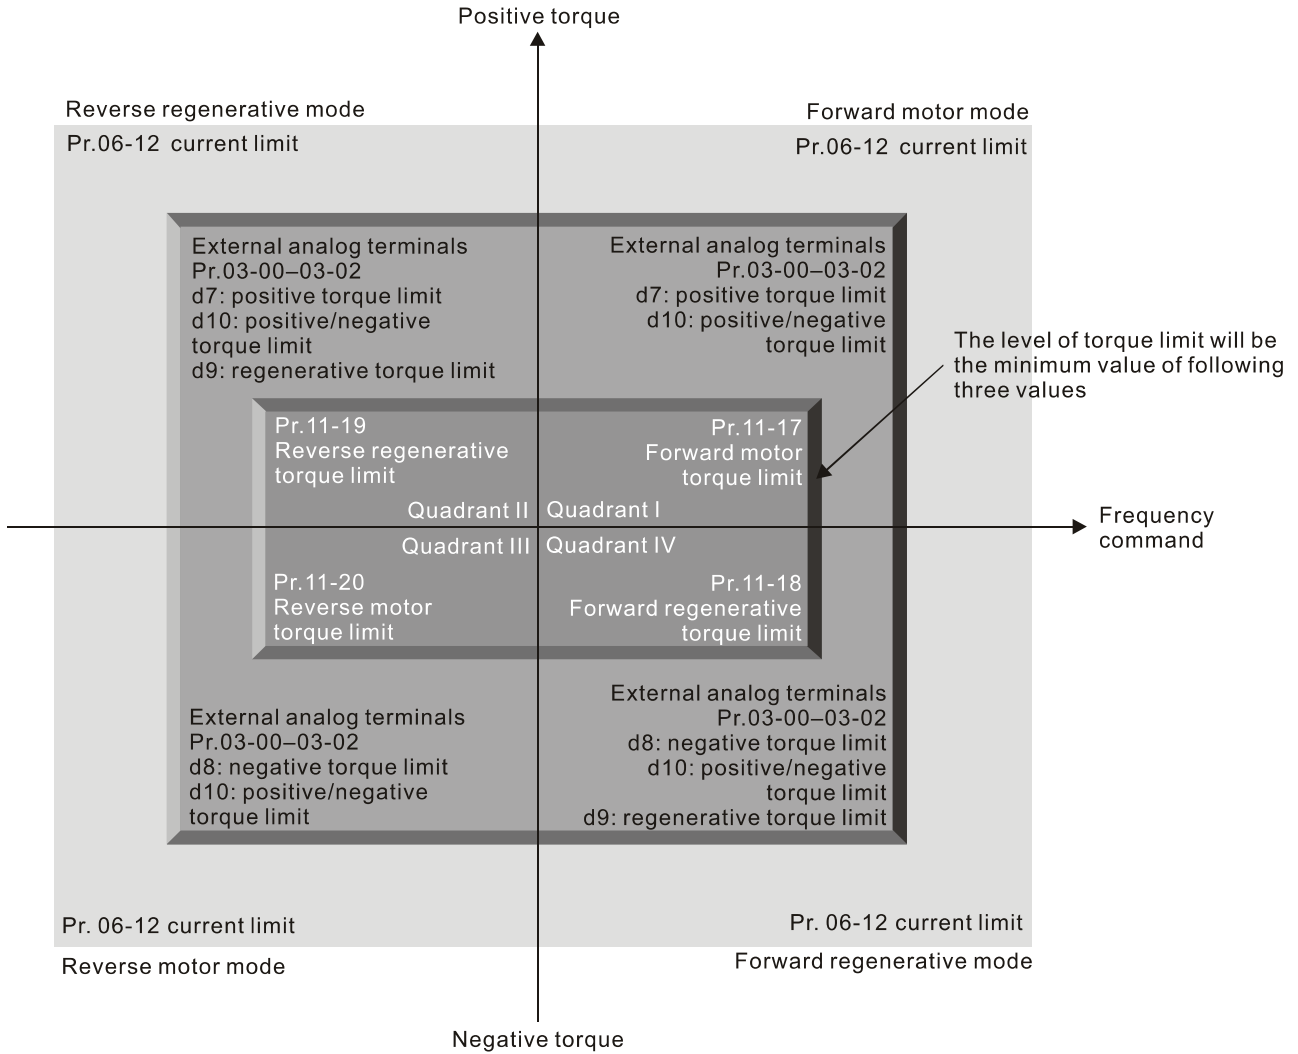 Positive torque
Reverse regenerative mode
Pr.06-12 current limit
Forward motor mode
Pr.06-12 current limit
External analog terminals
Pr.03-00–03-02
d7: positive torque limit
d10: positive/negative
torque limit
d9: regenerative torque limit
External analog terminals
Pr.03-00–03-02
d7: positive torque limit
d10: positive/negative
torque limit
The level of torque limit will be
the minimum value of following
three values
Pr.11-19
Reverse regenerative
torque limit
Quadrant II
Pr.11-17
Forward motor
torque limit
Quadrant I
Frequency
command
Quadrant III
Pr.11-20
Reverse motor
torque limit
Quadrant IV
Pr.11-18
Forward regenerative
torque limit
External analog terminals
Pr.03-00–03-02
d8: negative torque limit
d10: positive/negative
torque limit
External analog terminals
Pr.03-00–03-02
d8: negative torque limit
d10: positive/negative
torque limit
d9: regenerative torque limit
Pr. 06-12 current limit
Reverse motor mode
Pr. 06-12 current limit
Forward regenerative mode
Negative torque